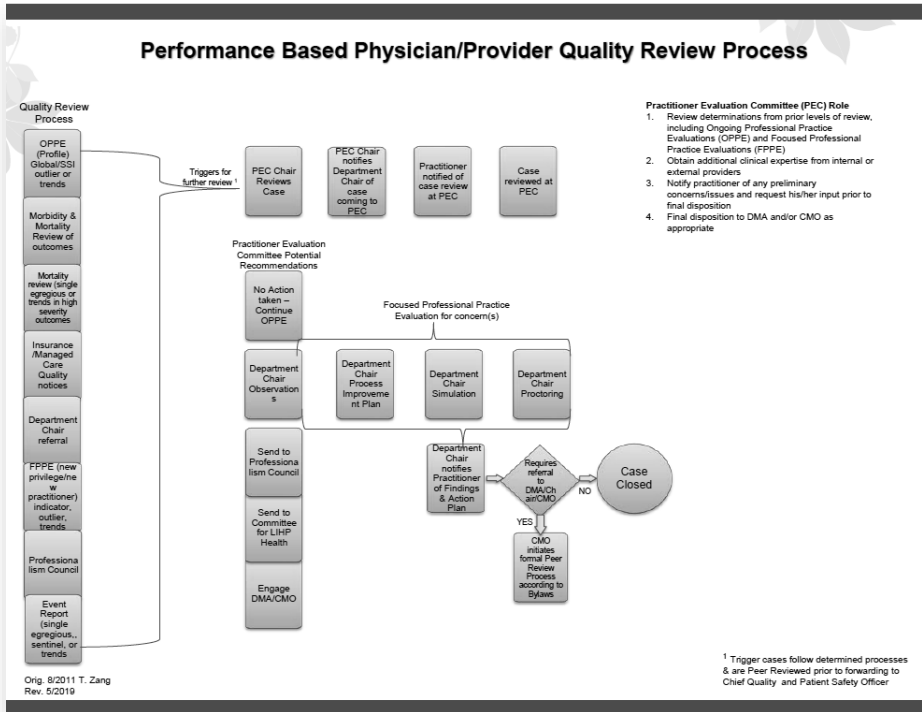 Performance Based Physician/Provider Quality Review Process
Quality Review
Process
OPPE
(Profile)
Global/SSI
outlier or
trends
Morbidity &
Mortality
Review of
outcomes
Mortality
review (single
egregious or
trends in high
severity
outcomes
Insurance
/Managed
Care
Quality
notices
Department
Chair
referral
FPPE (new
privilege/ne
w
practitioner)
indicator,
outlier,
trends
Professiona
lism Council
Event
Report
(single
egregious,,
sentinel, or
trends
Triggers for
further review 1
PEC Chair
Reviews
Case
PEC Chair
notifies
Department
Chair of
case
coming to
PEC
Practitioner
notified of
case review
at PEC
Case
reviewed at
PEC
Practitioner Evaluation Committee (PEC) Role
1. Review determinations from prior levels of review,
including Ongoing Professional Practice
Evaluations (OPPE) and Focused Professional
Practice Evaluations (FPPE)
2. Obtain additional clinical expertise from internal or
external providers
3. Notify practitioner of any preliminary
concerns/issues and request his/her input prior to
final disposition
4. Final disposition to DMA and/or CMO as
appropriate
Practitioner Evaluation
Committee Potential
Recommendations
No Action
taken –
Continue
OPPE
Focused Professional Practice
Evaluation for concern(s)
Department
Chair
Observation
s
Department
Chair
Process
Improveme
nt Plan
Department
Chair
Simulation
Department
Chair
Proctoring
Send to
Professiona
lism Council
Send to
Committee
for LIHP
Health
Engage
DMA/CMO
Department
Chair
notifies
Practitioner
of Findings
& Action
Plan
Requires
referral
to
DMA/Ch
air/CMO
NO
Case
Closed
YES
CMO
initiates
formal Peer
Review
Process
according to
Bylaws
Orig. 8/2011 T. Zang
Rev. 5/2019
1 Trigger cases follow determined processes
& are Peer Reviewed prior to forwarding to
Chief Quality and Patient Safety Officer